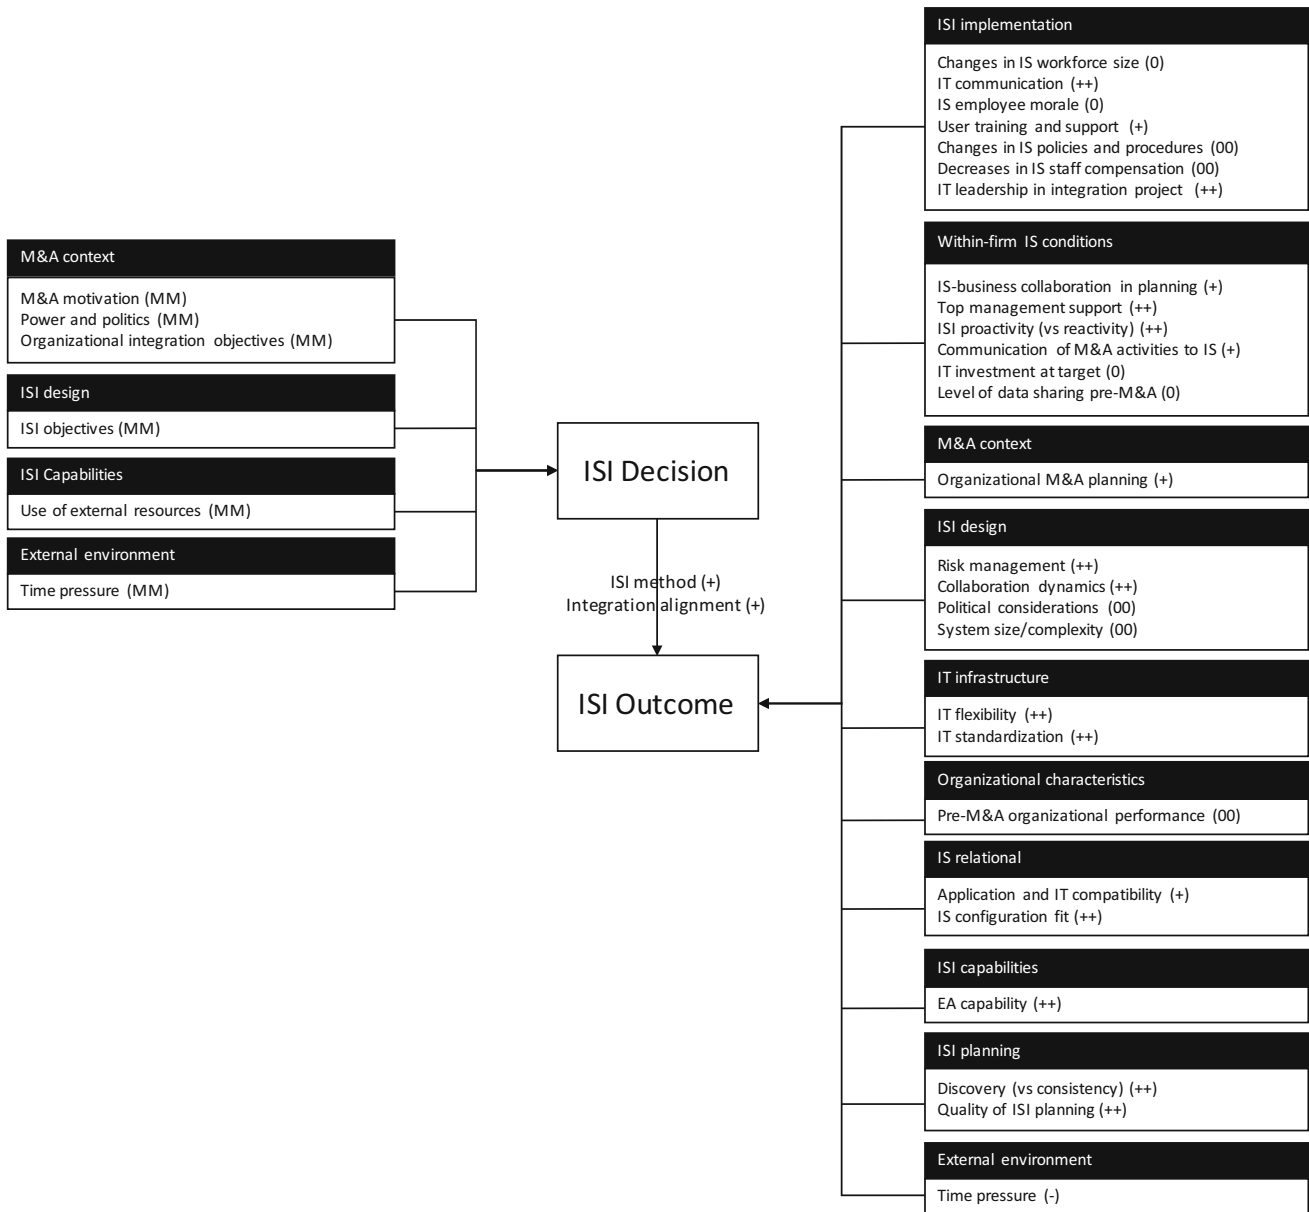 M&A context
M&A motivation (MM)
Power and politics (MM)
Organizational integration objectives (MM)
ISI design
ISI objectives (MM)
ISI Capabilities
Use of external resources (MM)
External environment
Time pressure (MM)
ISI Decision
ISI method (+)
Integration alignment (+)
ISI Outcome
ISI implementation
Changes in IS workforce size (0)
IT communication (++)
IS employee morale (0)
User training and support (+)
Changes in IS policies and procedures (00)
Decreases in IS staff compensation (00)
IT leadership in integration project (++)
Within-firm IS conditions
IS-business collaboration in planning (+)
Top management support (++)
ISI proactivity (vs reactivity) (++)
Communication of M&A activities to IS (+)
IT investment at target (0)
Level of data sharing pre-M&A (0)
M&A context
Organizational M&A planning (+)
ISI design
Risk management (++)
Collaboration dynamics (++)
Political considerations (00)
System size/complexity (00)
IT infrastructure
IT flexibility (++)
IT standardization (++)
Organizational characteristics
Pre-M&A organizational performance (00)
IS relational
Application and IT compatibility (+)
IS configuration fit (++)
ISI capabilities
EA capability (++)
ISI planning
Discovery (vs consistency) (++)
Quality of ISI planning (++)
External environment
Time pressure (-)